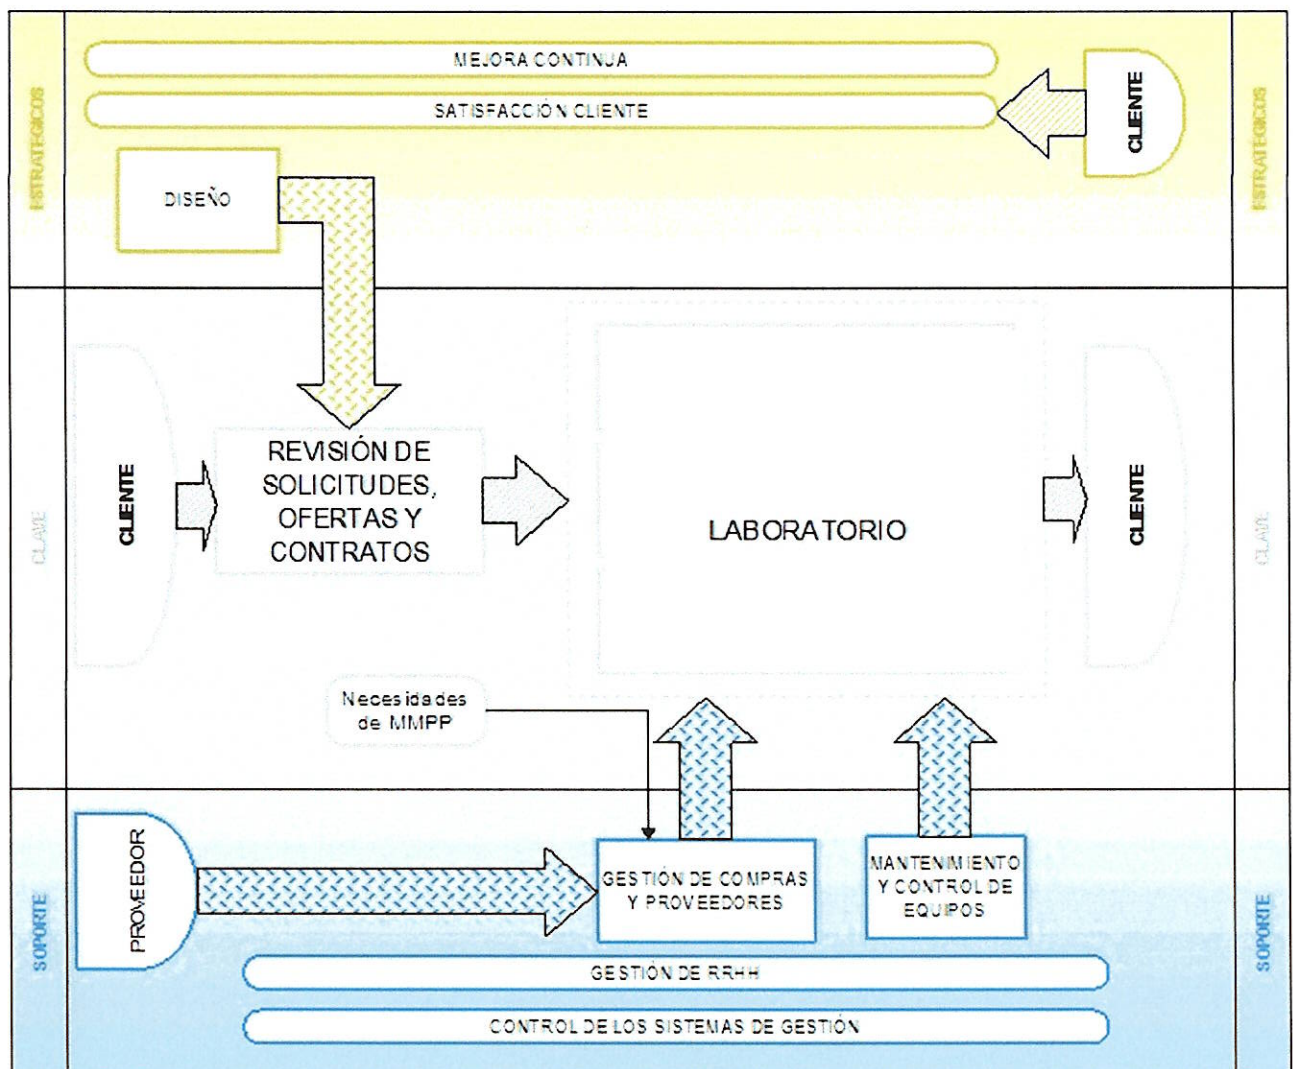 ESTRATEGICOS
MEJORA CONTINUA
SATISFACCIÓN CLIENTE
CLIENTE
ESTRATEGICOS
DISEÑO
CLAVE
CLIENTE
REVISIÓN DE
SOLICITUDES,
OFERTAS Y
CONTRATOS
LABORATORIO
CLIENTE
CLAVE
Necesidades
de MMPP
SOPORTE
PROVEEDOR
GESTIÓN DE COMPRAS
Y PROVEEDORES
MANTENIMIENTO
Y CONTROL DE
EQUIPOS
SOPORTE
GESTIÓN DE RRHH
CONTROL DE LOS SISTEMAS DE GESTIÓN